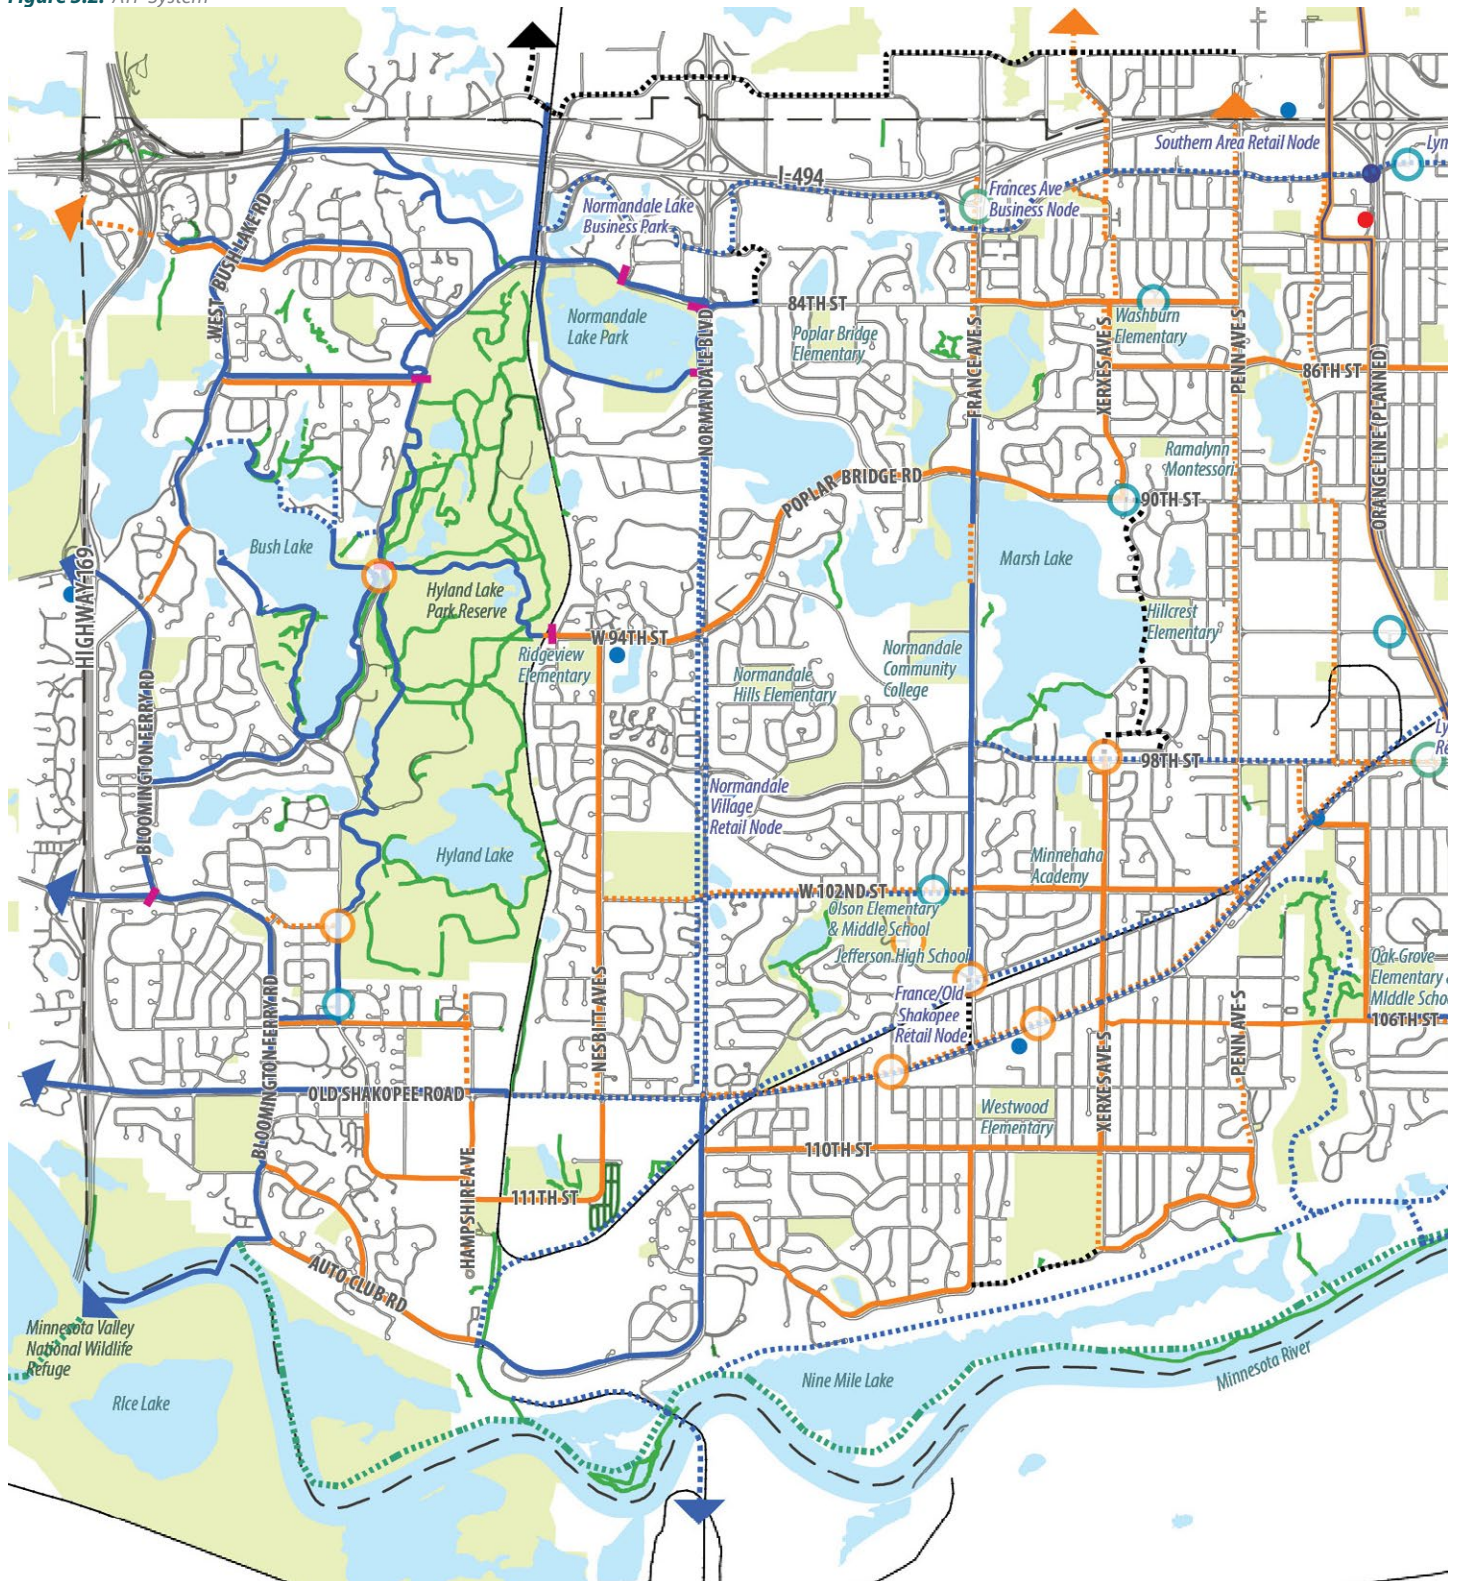 Figure 5.2: ATP System
Southern Area Retail Node
Lyn
I-494
Frances Ave
Business Node
Normandale Lake
Business Park
WEST BUSH LAKE RD
84TH ST
Normandale
Lake Park
NORMANDALE BLVD
Poplar Bridge
Elementary
FRANCE AVE S
Washburn
Elementary
XERXES AVE S
PENN AVE S
86TH ST
ORANGE LINE (PLANNED)
Ramalynn
Montessori
POPLAR BRIDGE RD
90TH ST
Bush Lake
Marsh Lake
HIGHWAY 169
Hyland Lake
Park Reserve
Hillcrest
Elementary
W 94TH ST
Ridgeview
Elementary
Normandale
Hills Elementary
Normandale
Community
College
BLOOMINGTON FERRY RD
98TH ST
Ly
Re
Normandale
Village
Retail Node
Hyland Lake
Minnehaha
Academy
W 102ND ST
Olson Elementary
& Middle School
Jefferson High School
Oak Grove
Elementary &
MIddle Scho
France/Old
Shakopee
Retail Node
NESBITT AVE S
BLOOMINGTON FERRY RD
PENN AVE S
106TH ST
XERXES AVE S
OLD SHAKOPEE ROAD
Westwood
Elementary
110TH ST
HAMPSHIRE AVE
111TH ST
AUTO CLUB RD
Minnesota Valley
National Wildlife
Refuge
RIce Lake
Nine Mile Lake
Minnesota River